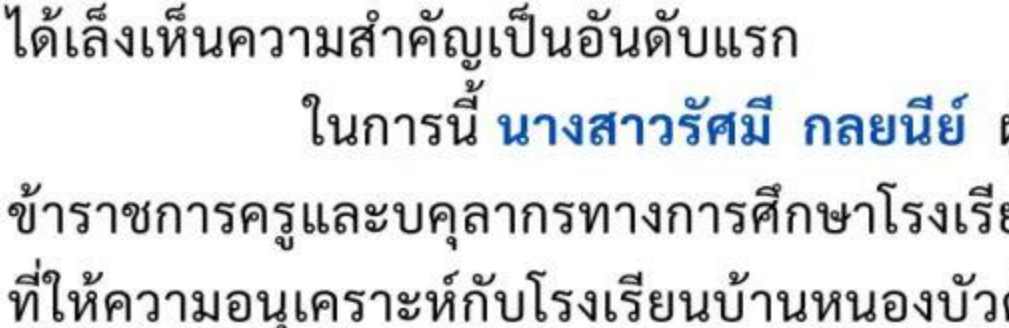 ได้เล็งเห็นความสำคัญเป็นอันดับแรก
ในการนี้ นางสาวรัศมี กลยนีย์
ข้าราชการครูและบคุลากรทางการศึกษาโรงเรีย
ที่ให้ความอนุเคราะห์กับโรงเรียนบ้านหนองบัว